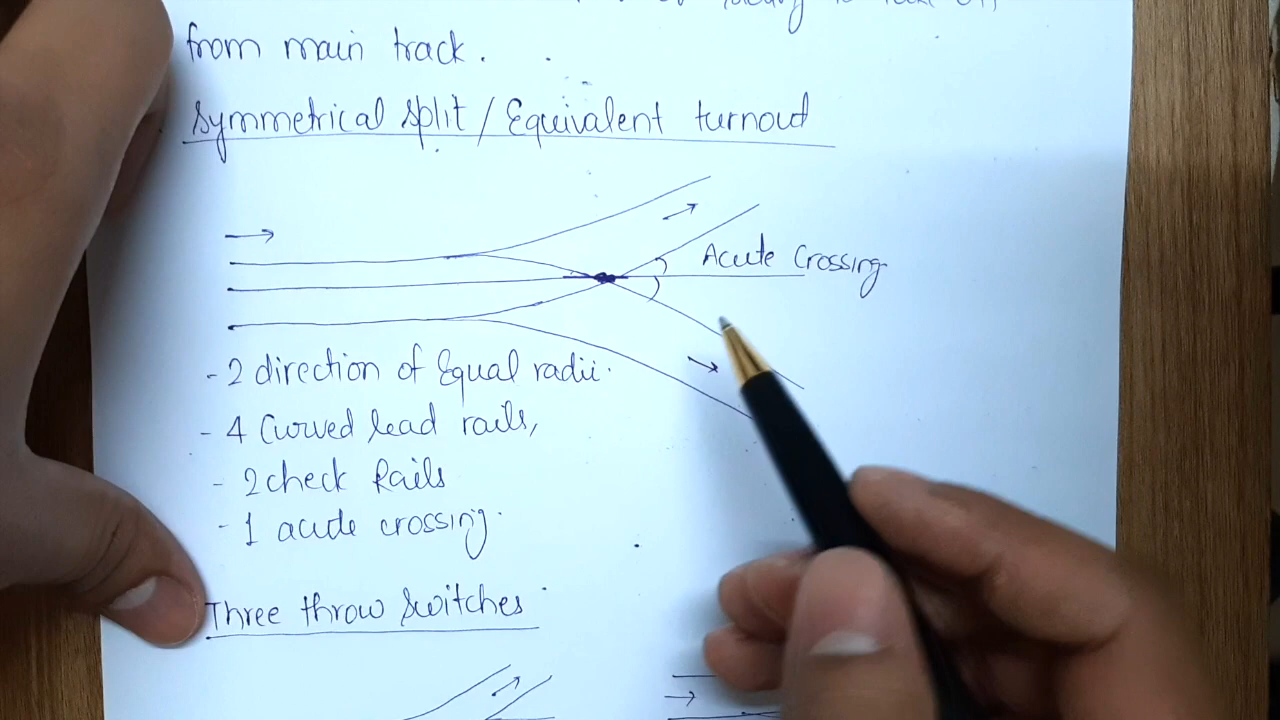 from main track.
Symmetrical split / Equivalent turnout
Acute Crossing
- 2 direction of Equal radii.
- 4 Curved lead rails,
- 2 check Rails
- 1 acute crossing.
Three throw switches